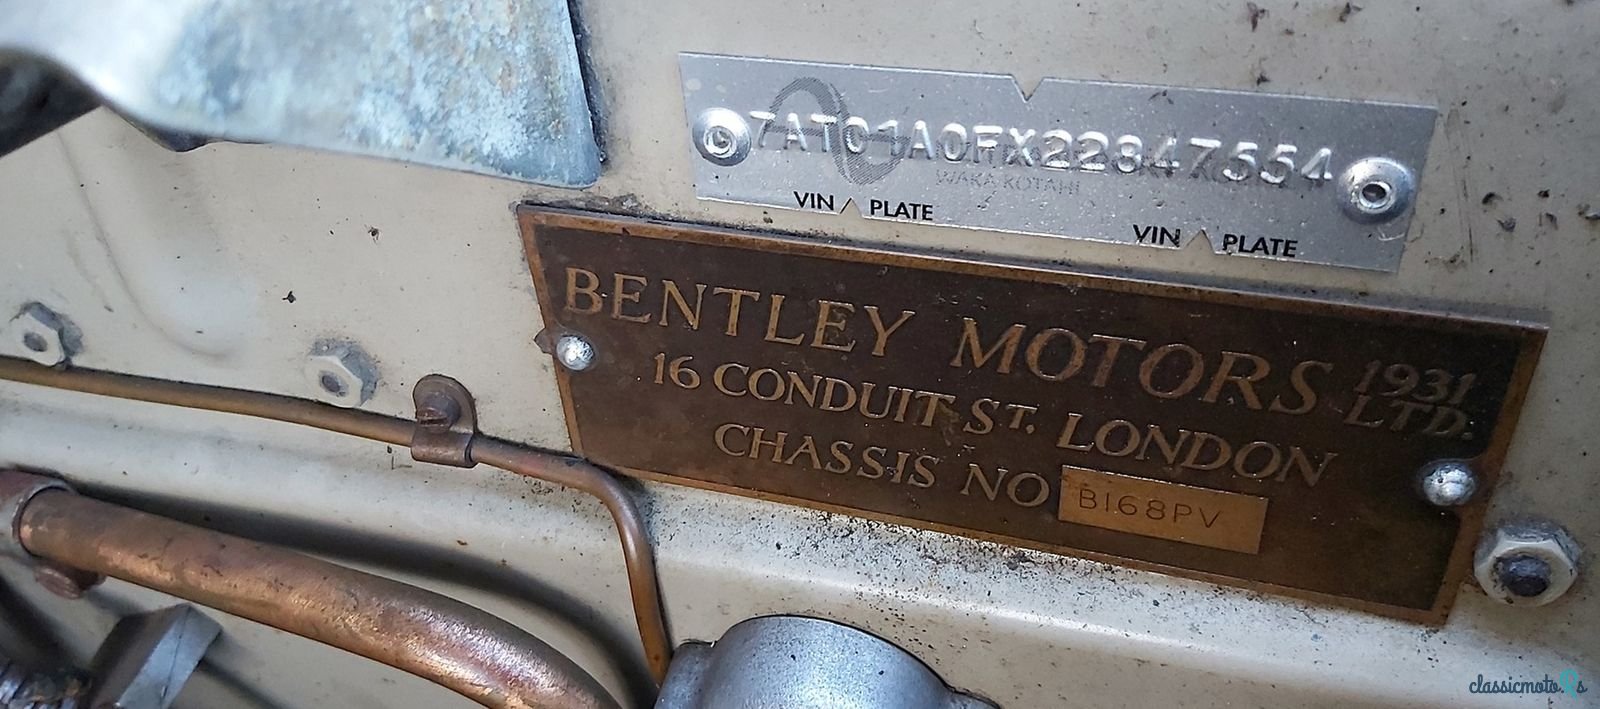 7AT01A0FX22847554
WAKA KOTAHI
VIN PLATE
VIN PLATE
BENTLEY MOTORS 1931 LTD.
16 CONDUIT ST. LONDON
CHASSIS NO B168PV
classicmoto s